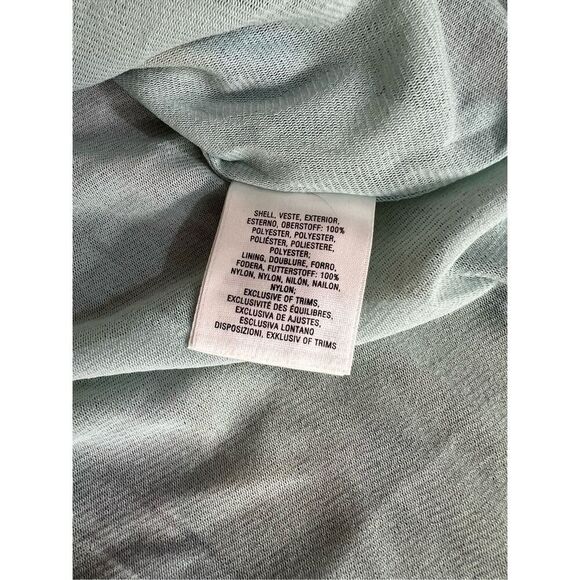 SHELL, VESTE, EXTERIOR,
ESTERNO, OBERSTOFF: 100%
POLYESTER, POLYESTER,
POLIÉSTER, POLIESTERE,
POLYESTER;
LINING, DOUBLURE, FORRO,
FODERA, FUTTERSTOFF: 100%
NYLON, NYLON, NILÓN, NAILON,
NYLON;
EXCLUSIVE OF TRIMS,
EXCLUSIVITÉ DES ÉQUILIBRES,
EXCLUSIVA DE AJUSTES,
ESCLUSIVA LONTANO
DISPOSIZIONI, EXKLUSIV OF TRIMS